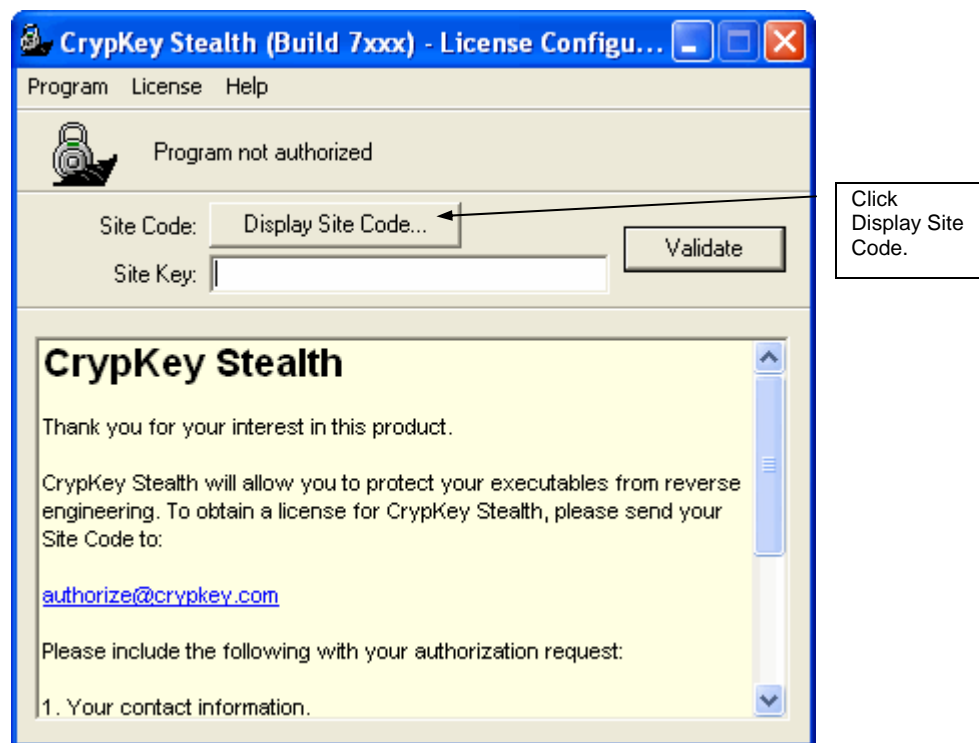 CrypKey Stealth (Build 7xxx) - License Configu...
Program License Help
Program not authorized
Site Code: Display Site Code...
Validate
Site Key:
Click
Display Site
Code.
CrypKey Stealth
Thank you for your interest in this product.
CrypKey Stealth will allow you to protect your executables from reverse
engineering. To obtain a license for CrypKey Stealth, please send your
Site Code to:
authorize@crypkey.com
Please include the following with your authorization request:
1. Your contact information.